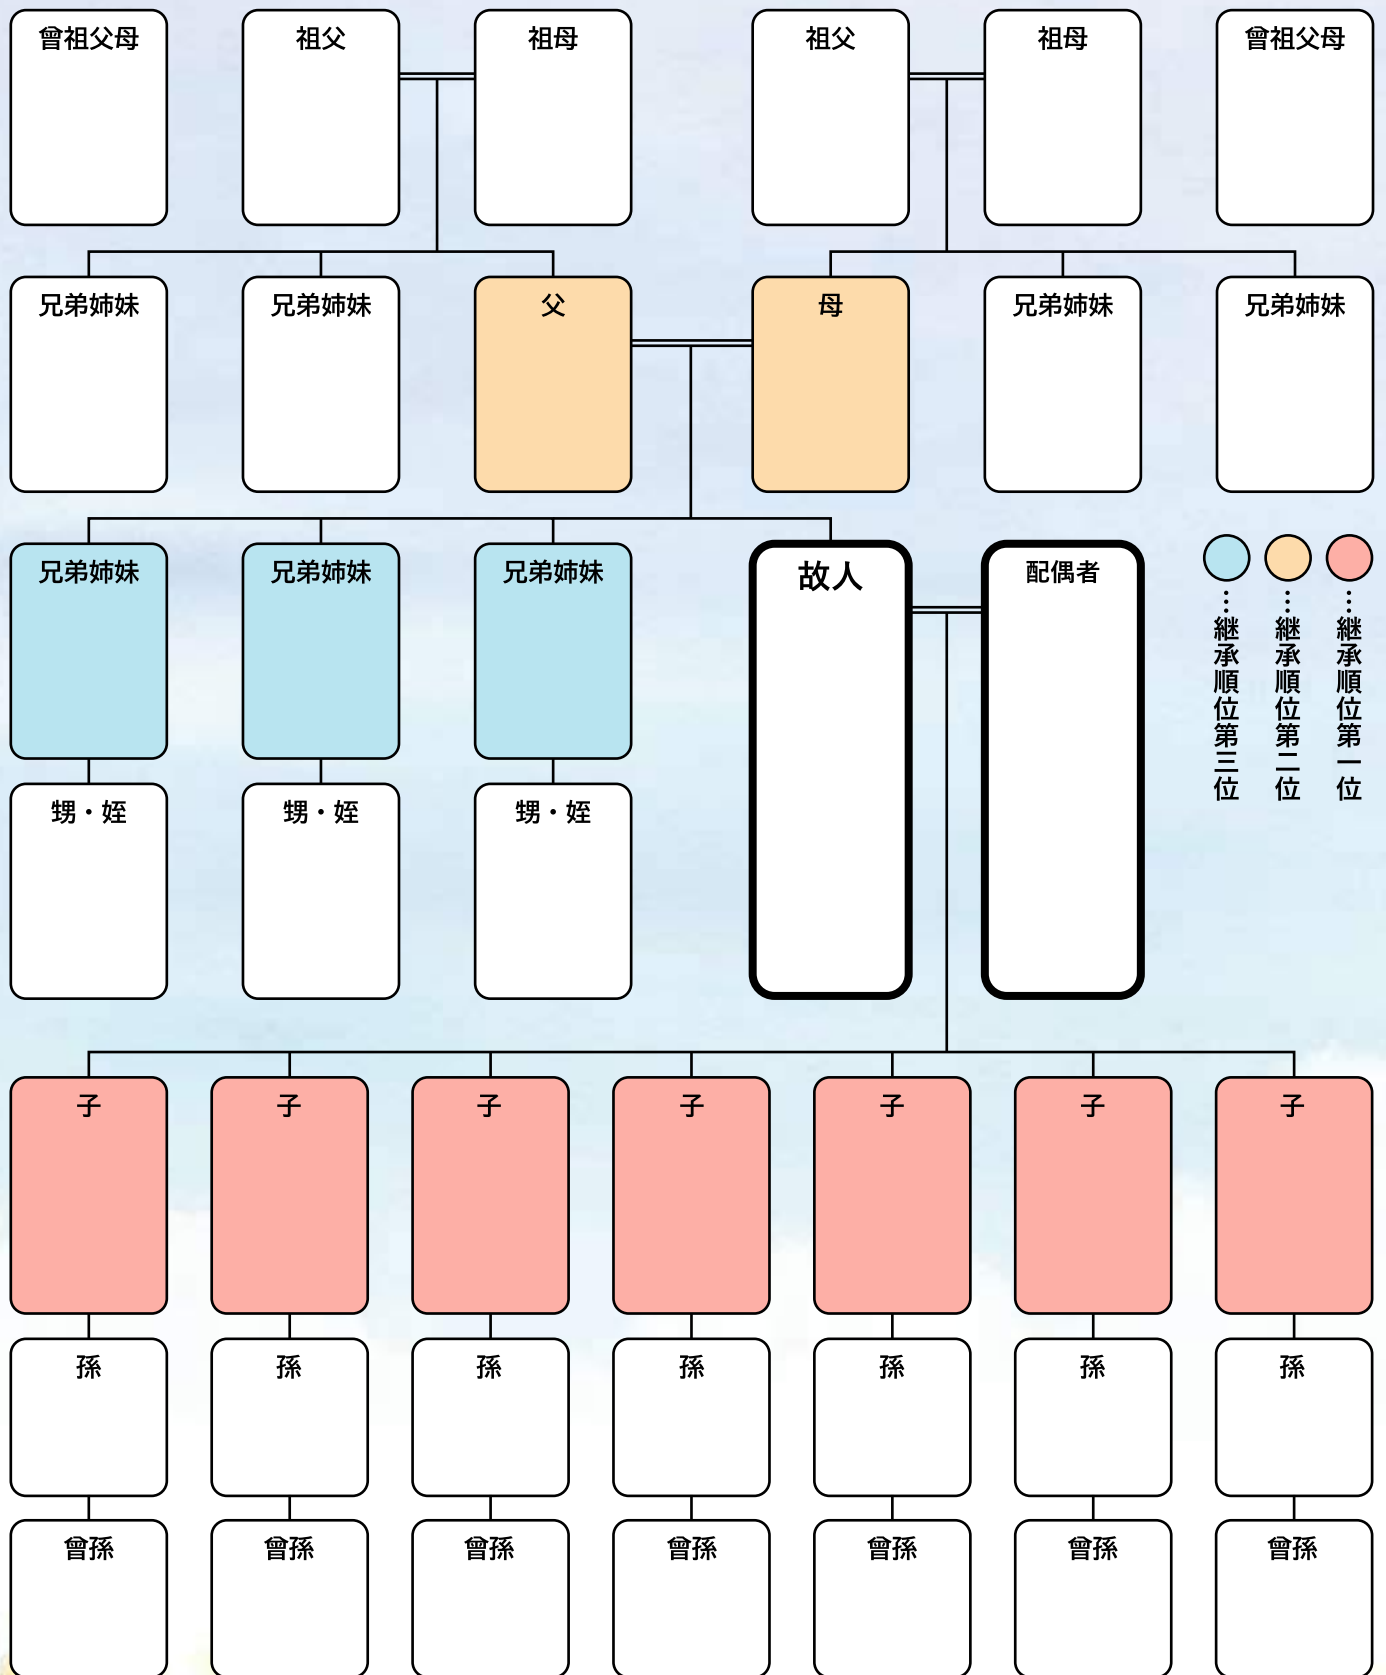 曾祖父母
祖父
祖母
祖父
祖母
曾祖父母
兄弟姉妹
兄弟姉妹
父
母
兄弟姉妹
兄弟姉妹
兄弟姉妹
兄弟姉妹
兄弟姉妹
故人
配偶者
…継承順位第一位
…継承順位第二位
…継承順位第三位
甥・姪
甥・姪
甥・姪
子
子
子
子
子
子
子
孫
孫
孫
孫
孫
孫
孫
曾孫
曾孫
曾孫
曾孫
曾孫
曾孫
曾孫